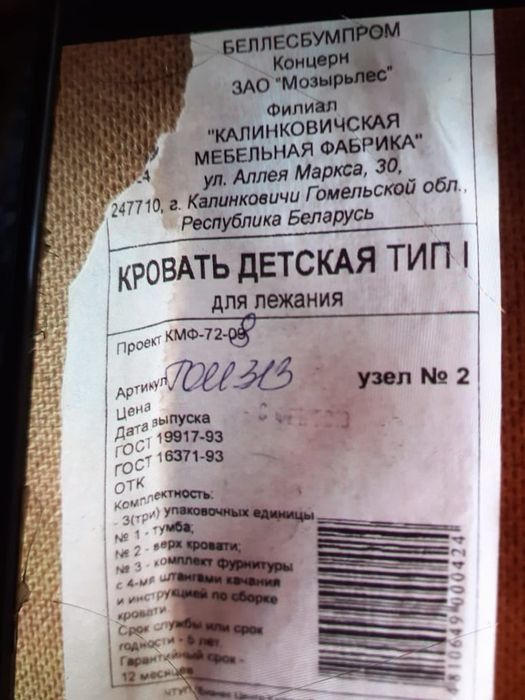 БЕЛЛЕСБУМПРОМ
Концерн
ЗАО "Мозырьлес"
Филиал
"КАЛИНКОВИЧСКАЯ
МЕБЕЛЬНАЯ ФАБРИКА"
ул. Аллея Маркса, 30,
247710, г. Калинковичи Гомельской обл.,
Республика Беларусь
КРОВАТЬ ДЕТСКАЯ ТИП I
для лежания
Проект КМФ-72-08
Артикул
узел № 2
Цена
Дата выпуска
ГОСТ 19917-93
ГОСТ 16371-93
ОТК
Комплектность:
- 3(три) упаковочных единицы
№ 1 - тумба;
№ 2 - верх кровати;
№ 3 - комплект фурнитуры
с 4-мя штангами качания
и инструкцией по сборке
кровати.
Срок службы или срок
годности - 5 лет
Гарантийный срок -
12 месяцев
810649 000424